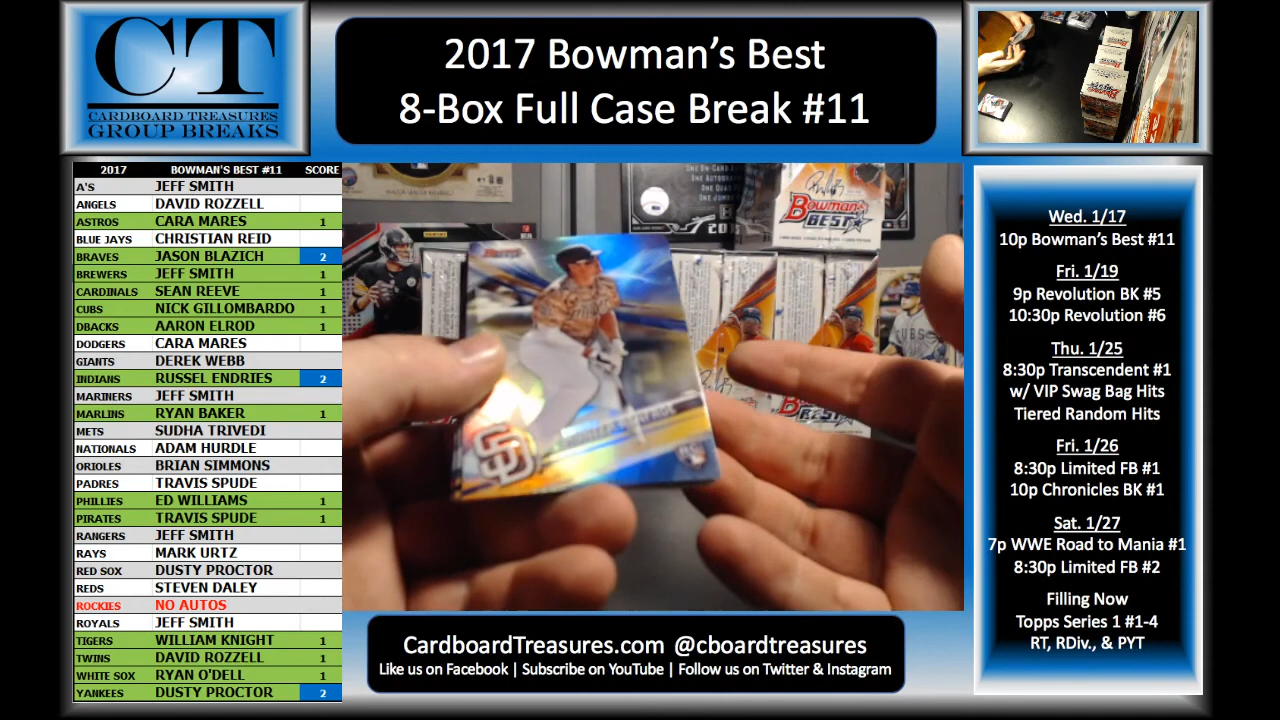 CT
CARDBOARD TREASURES
GROUP BREAKS
2017 Bowman's Best
8-Box Full Case Break #11
2017 BOWMAN'S BEST #11 SCORE
A'S JEFF SMITH
ANGELS DAVID ROZZELL
ASTROS CARA MARES 1
BLUE JAYS CHRISTIAN REID
BRAVES JASON BLAZICH 2
BREWERS JEFF SMITH 1
CARDINALS SEAN REEVE 1
CUBS NICK GILLOMBARDO 1
DBACKS AARON ELROD 1
DODGERS CARA MARES
GIANTS DEREK WEBB
INDIANS RUSSEL ENDRIES 2
MARINERS JEFF SMITH
MARLINS RYAN BAKER 1
METS SUDHA TRIVEDI
NATIONALS ADAM HURDLE
ORIOLES BRIAN SIMMONS
PADRES TRAVIS SPUDE
PHILLIES ED WILLIAMS 1
PIRATES TRAVIS SPUDE 1
RANGERS JEFF SMITH
RAYS MARK URTZ
RED SOX DUSTY PROCTOR
REDS STEVEN DALEY
ROCKIES NO AUTOS
ROYALS JEFF SMITH
TIGERS WILLIAM KNIGHT 1
TWINS DAVID ROZZELL 1
WHITE SOX RYAN O'DELL 1
YANKEES DUSTY PROCTOR 2
Bowman's
BEST
SD
CUBS
BEST
CardboardTreasures.com @cboardtreasures
Like us on Facebook | Subscribe on YouTube | Follow us on Twitter & Instagram
Wed. 1/17
10p Bowman's Best #11
Fri. 1/19
9p Revolution BK #5
10:30p Revolution #6
Thu. 1/25
8:30p Transcendent #1
w/ VIP Swag Bag Hits
Tiered Random Hits
Fri. 1/26
8:30p Limited FB #1
10p Chronicles BK #1
Sat. 1/27
7p WWE Road to Mania #1
8:30p Limited FB #2
Filling Now
Topps Series 1 #1-4
RT, RDiv., & PYT